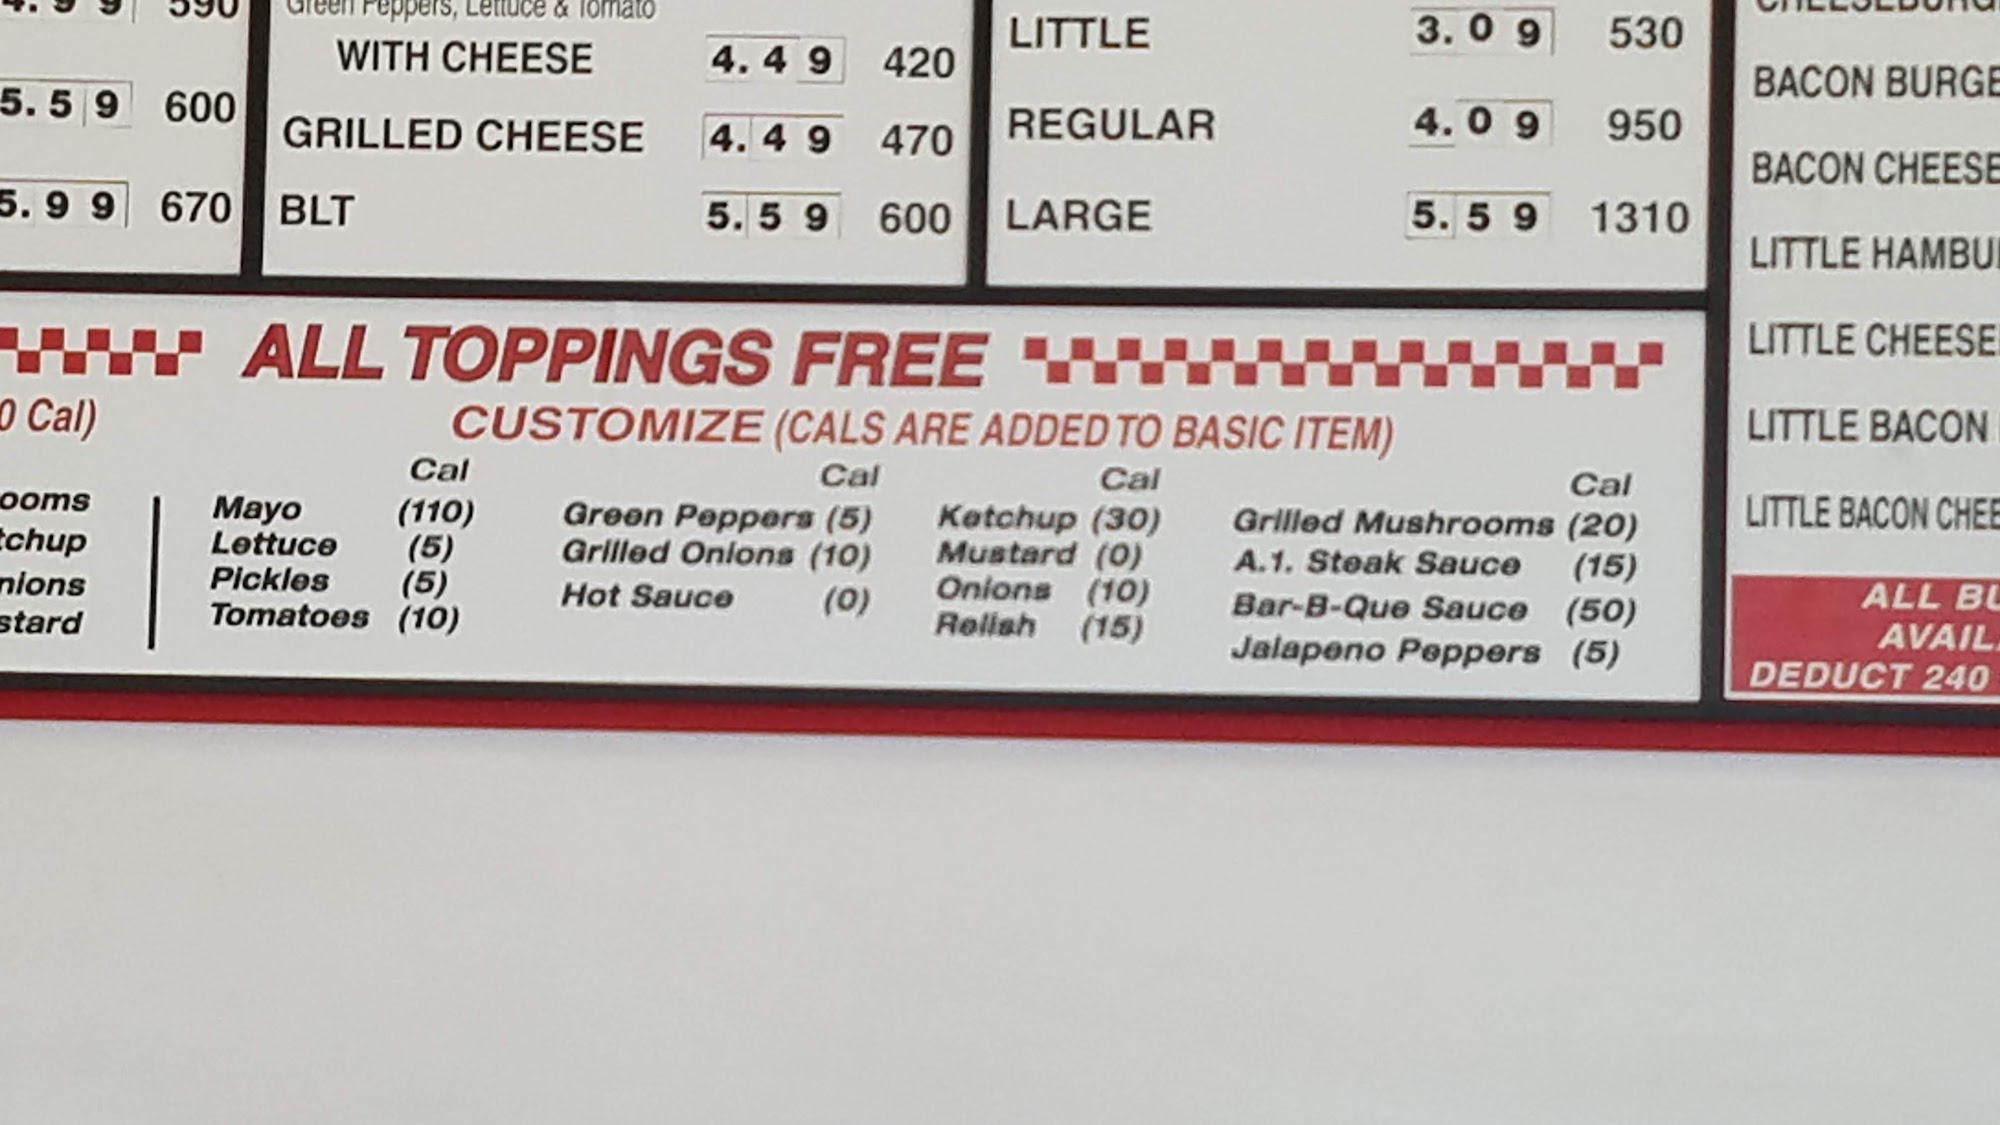 590
5.59 600
5.99 670
Green Peppers, Lettuce & Tomato
WITH CHEESE 4.49 420
GRILLED CHEESE 4.49 470
BLT 5.59 600
LITTLE 3.09 530
REGULAR 4.09 950
LARGE 5.59 1310
BACON BURGE
BACON CHEESE
LITTLE HAMBU
LITTLE CHEESE
LITTLE BACON
LITTLE BACON CHEE
ALL BU
AVAIL
DEDUCT 240
ALL TOPPINGS FREE
0 Cal)
ooms
tchup
nions
stard
CUSTOMIZE (CALS ARE ADDED TO BASIC ITEM)
Cal
Mayo (110)
Lettuce (5)
Pickles (5)
Tomatoes (10)
Cal
Green Peppers (5)
Grilled Onions (10)
Hot Sauce (0)
Cal
Ketchup (30)
Mustard (0)
Onions (10)
Relish (15)
Cal
Grilled Mushrooms (20)
A.1. Steak Sauce (15)
Bar-B-Que Sauce (50)
Jalapeno Peppers (5)